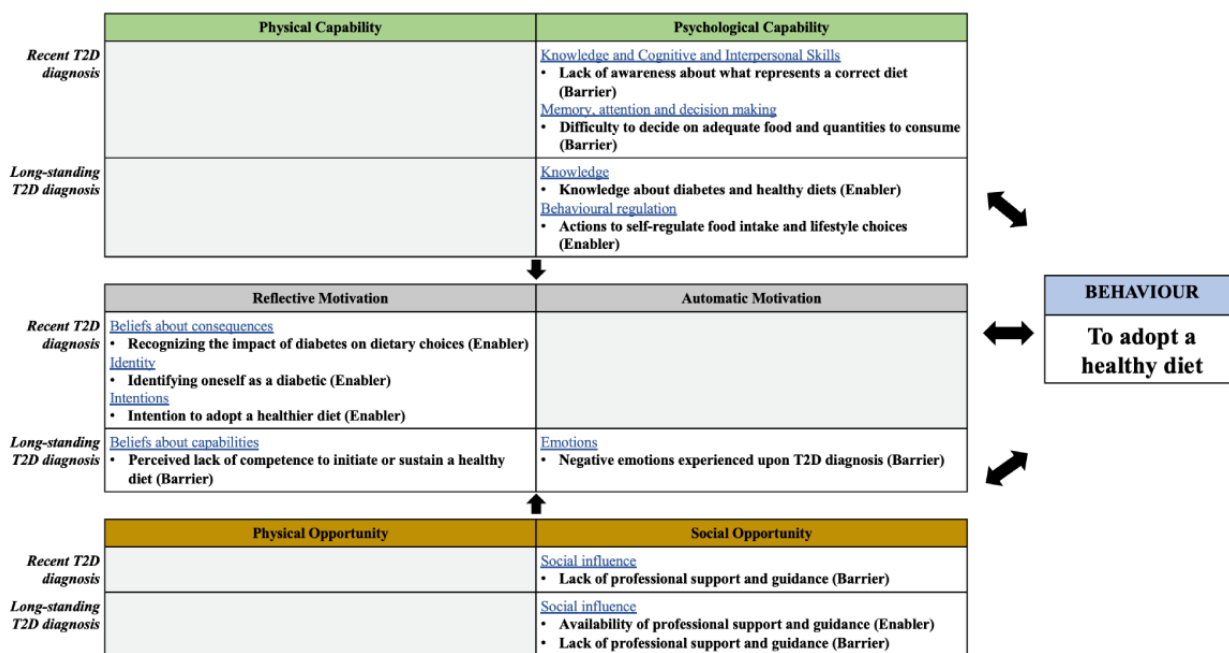 Physical Capability
Psychological Capability
Recent T2D
diagnosis
Knowledge and Cognitive and Interpersonal Skills
• Lack of awareness about what represents a correct diet
(Barrier)
Memory, attention and decision making
• Difficulty to decide on adequate food and quantities to consume
(Barrier)
Long-standing
T2D diagnosis
Knowledge
• Knowledge about diabetes and healthy diets (Enabler)
Behavioural regulation
• Actions to self-regulate food intake and lifestyle choices
(Enabler)
Reflective Motivation
Automatic Motivation
Recent T2D
diagnosis
Beliefs about consequences
• Recognizing the impact of diabetes on dietary choices (Enabler)
Identity
• Identifying oneself as a diabetic (Enabler)
Intentions
• Intention to adopt a healthier diet (Enabler)
Long-standing
T2D diagnosis
Beliefs about capabilities
• Perceived lack of competence to initiate or sustain a healthy
diet (Barrier)
Emotions
• Negative emotions experienced upon T2D diagnosis (Barrier)
Physical Opportunity
Social Opportunity
Recent T2D
diagnosis
Social influence
• Lack of professional support and guidance (Barrier)
Long-standing
T2D diagnosis
Social influence
• Availability of professional support and guidance (Enabler)
• Lack of professional support and guidance (Barrier)
BEHAVIOUR
To adopt a
healthy diet